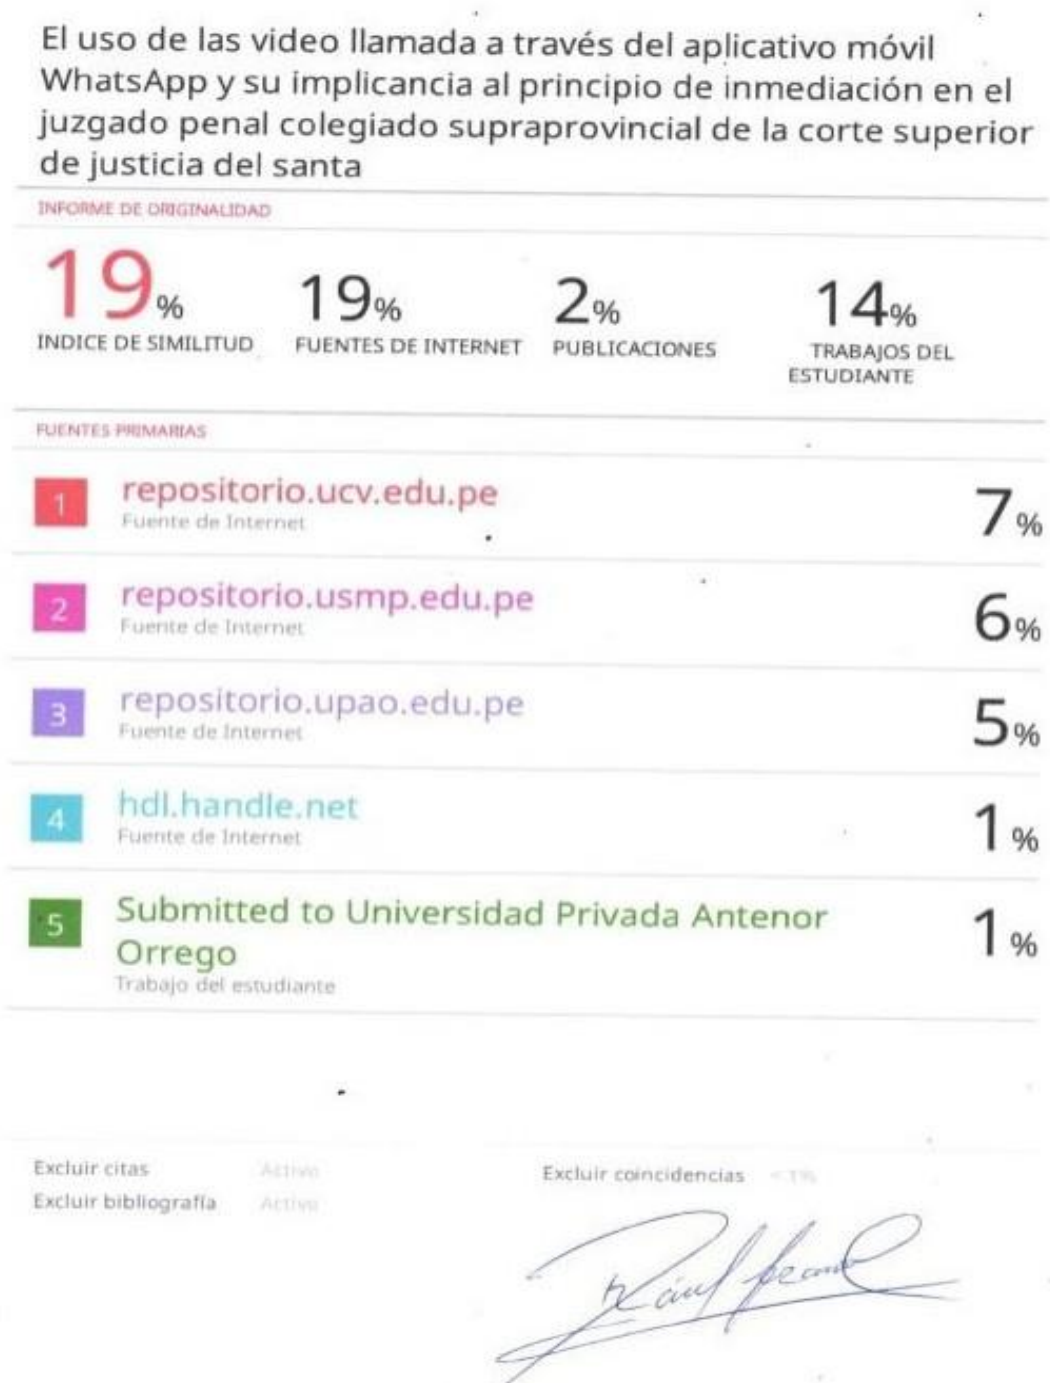 El uso de las video llamada a través del aplicativo móvil
WhatsApp y su implicancia al principio de inmediación en el
juzgado penal colegiado supraprovincial de la corte superior
de justicia del santa
INFORME DE ORIGINALIDAD
19%
INDICE DE SIMILITUD
19%
FUENTES DE INTERNET
2%
PUBLICACIONES
14%
TRABAJOS DEL
ESTUDIANTE
FUENTES PRIMARIAS
1
repositorio.ucv.edu.pe
Fuente de Internet
7%
2
repositorio.usmp.edu.pe
Fuente de Internet
6%
3
repositorio.upao.edu.pe
Fuente de Internet
5%
4
hdl.handle.net
Fuente de Internet
1%
5
Submitted to Universidad Privada Antenor
Orrego
Trabajo del estudiante
1%
Excluir citas Activo
Excluir bibliografía Activo
Excluir coincidencias < 1%